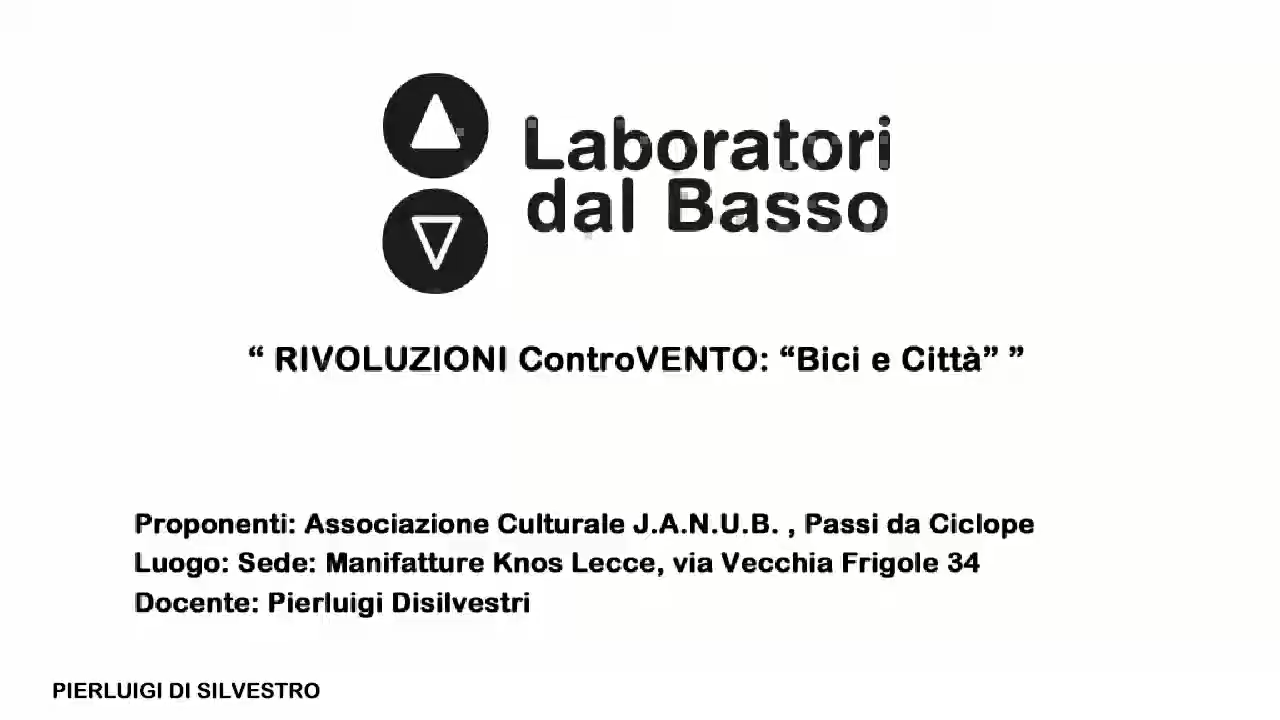 Laboratori
dal Basso
“ RIVOLUZIONI ControVENTO: “Bici e Città” ”
Proponenti: Associazione Culturale J.A.N.U.B. , Passi da Ciclope
Luogo: Sede: Manifatture Knos Lecce, via Vecchia Frigole 34
Docente: Pierluigi Disilvestri
PIERLUIGI DI SILVESTRO